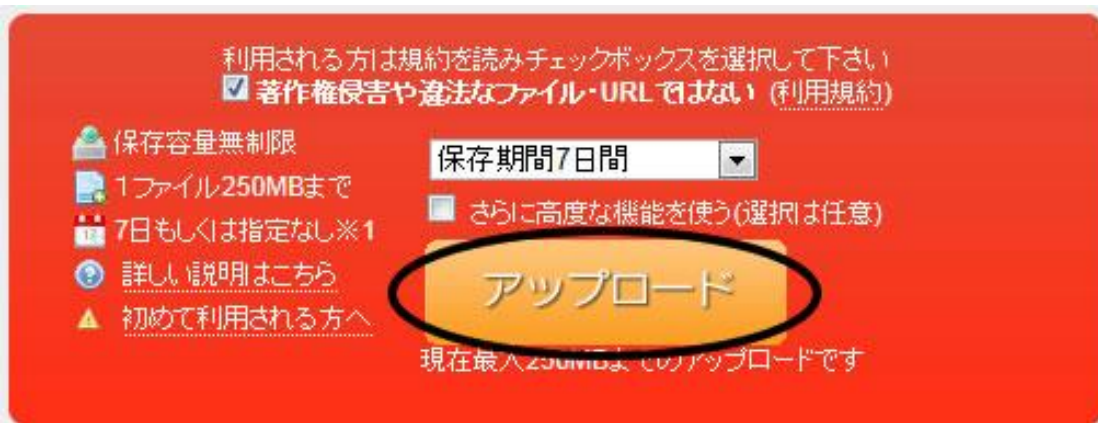 利用される方は規約を読みチェックボックスを選択して下さい
著作権侵害や違法なファイル・URLではない (利用規約)
保存容量無制限
1ファイル250MBまで
7日もしくは指定なし※1
詳しい説明はこちら
初めて利用される方へ
保存期間7日間
さらに高度な機能を使う(選択は任意)
アップロード
現在最大250MBまでのアップロードです